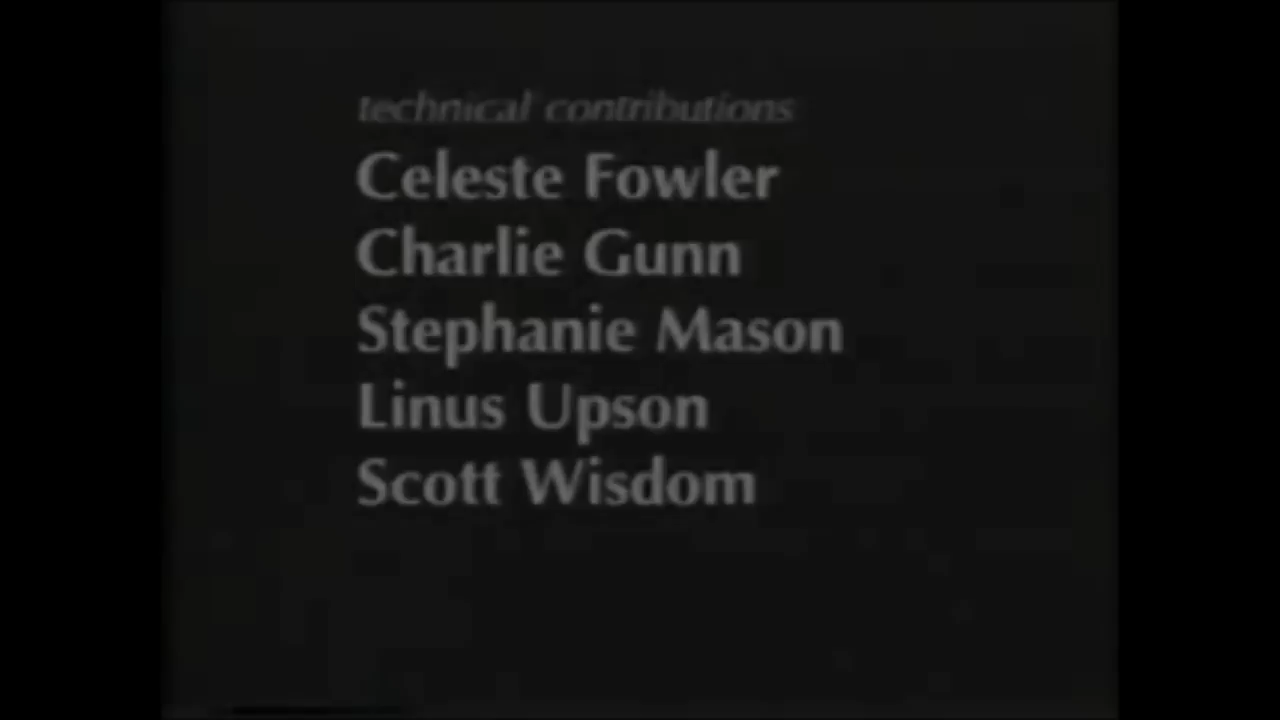 technical contributions
Celeste Fowler
Charlie Gunn
Stephanie Mason
Linus Upson
Scott Wisdom